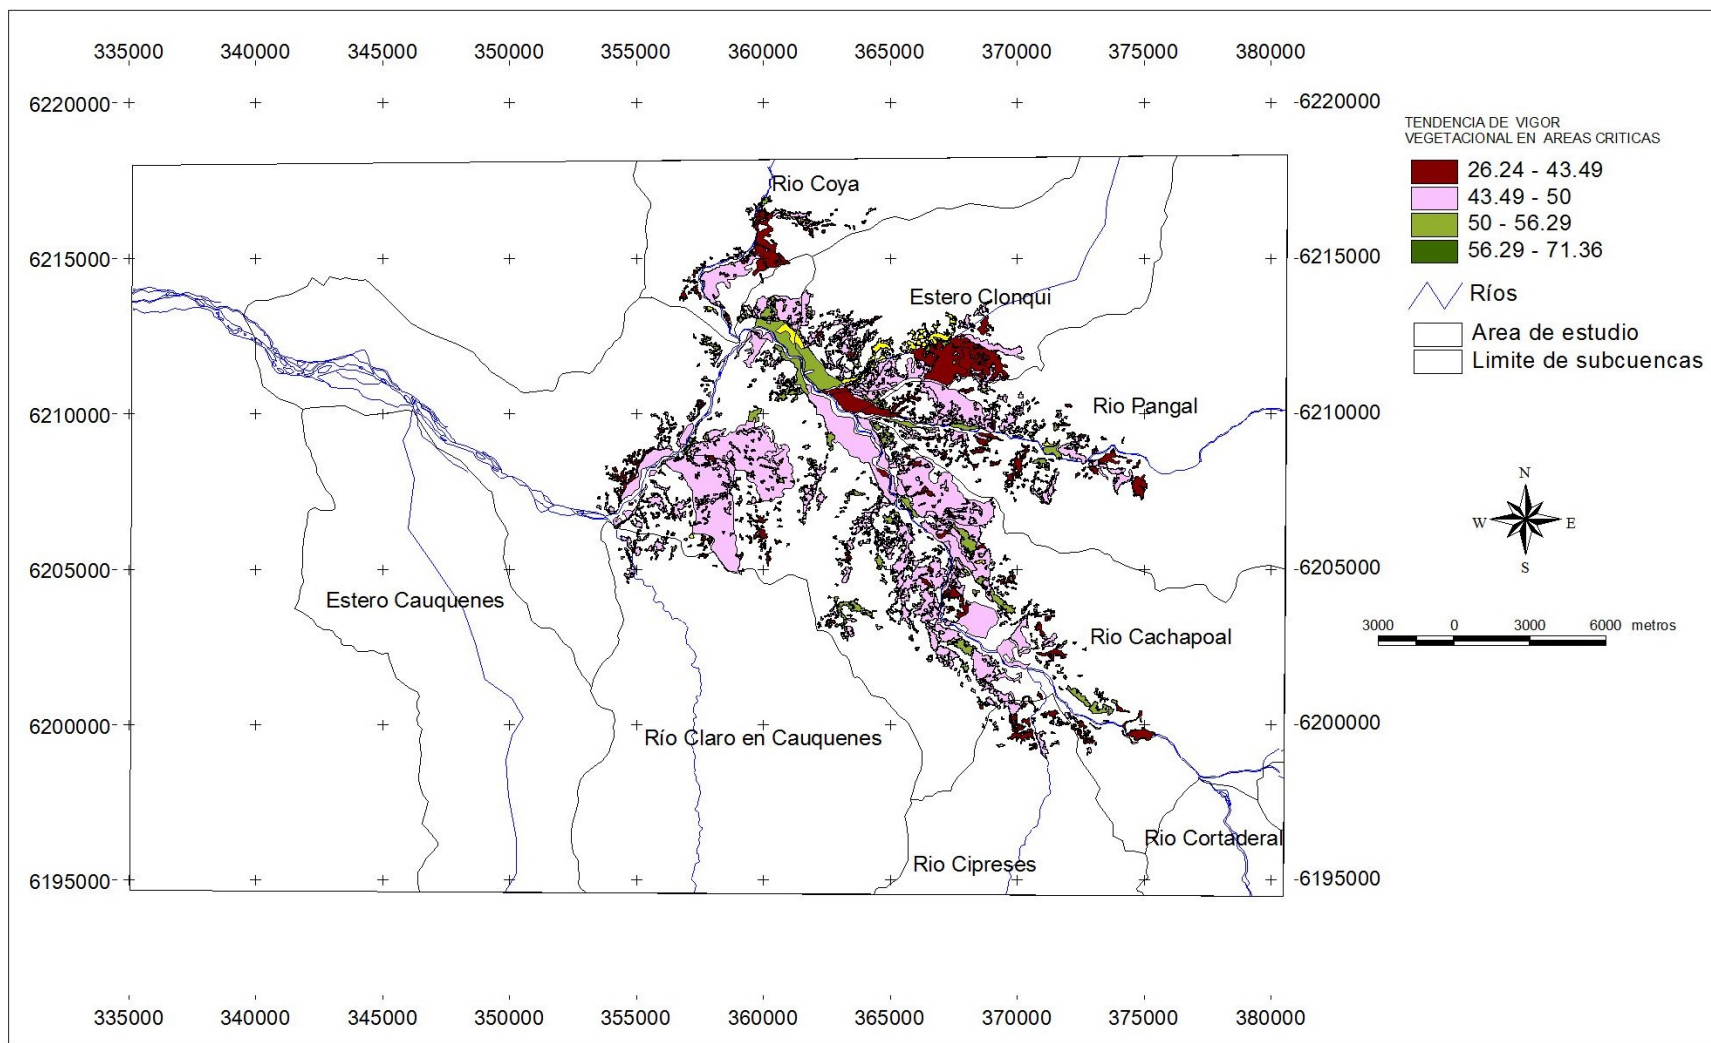 335000 340000 345000 350000 355000 360000 365000 370000 375000 380000
6220000 6220000
TENDENCIA DE VIGOR
VEGETACIONAL EN AREAS CRITICAS
26.24 - 43.49
43.49 - 50
50 - 56.29
56.29 - 71.36
Ríos
Area de estudio
Limite de subcuencas
Rio Coya
6215000 6215000
Estero Clonqui
6210000 Rio Pangal 6210000
N
W E
S
6205000 6205000
Estero Cauquenes
Rio Cachapoal
3000 0 3000 6000 metros
6200000 6200000
Río Claro en Cauquenes
Rio Cortaderal
Rio Cipreses
6195000 6195000
335000 340000 345000 350000 355000 360000 365000 370000 375000 380000